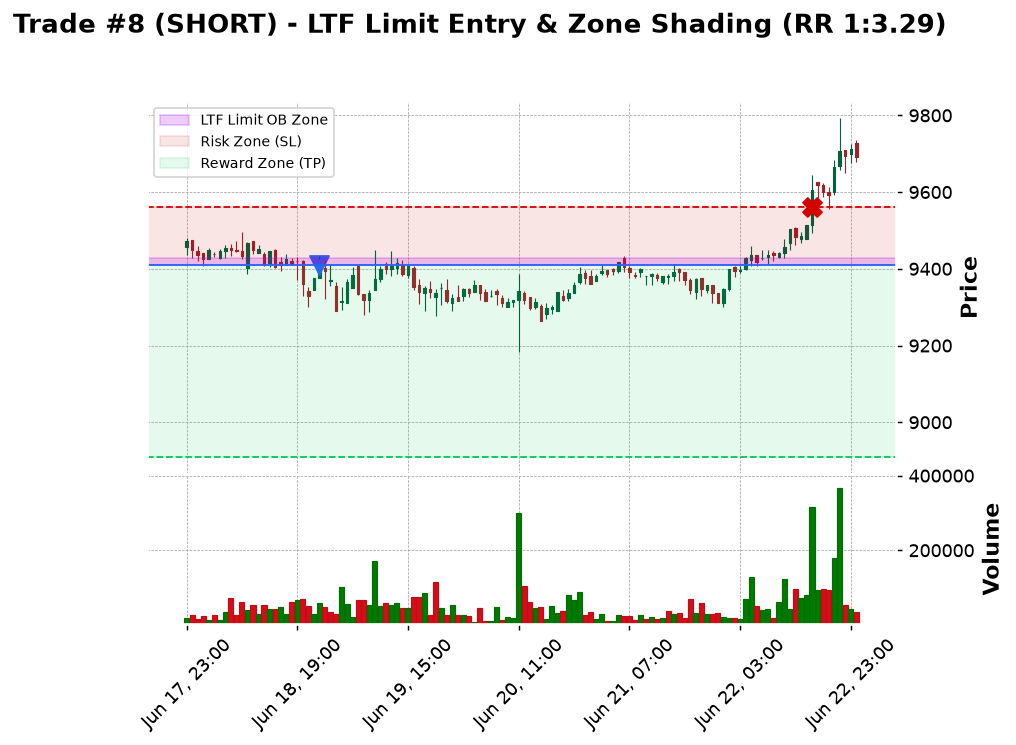 Trade #8 (SHORT) - LTF Limit Entry & Zone Shading (RR 1:3.29)
LTF Limit OB Zone
Risk Zone (SL)
Reward Zone (TP)
9800
9600
9400
9200
9000
Price
400000
200000
Volume
Jun 17, 23:00
Jun 18, 19:00
Jun 19, 15:00
Jun 20, 11:00
Jun 21, 07:00
Jun 22, 03:00
Jun 22, 23:00